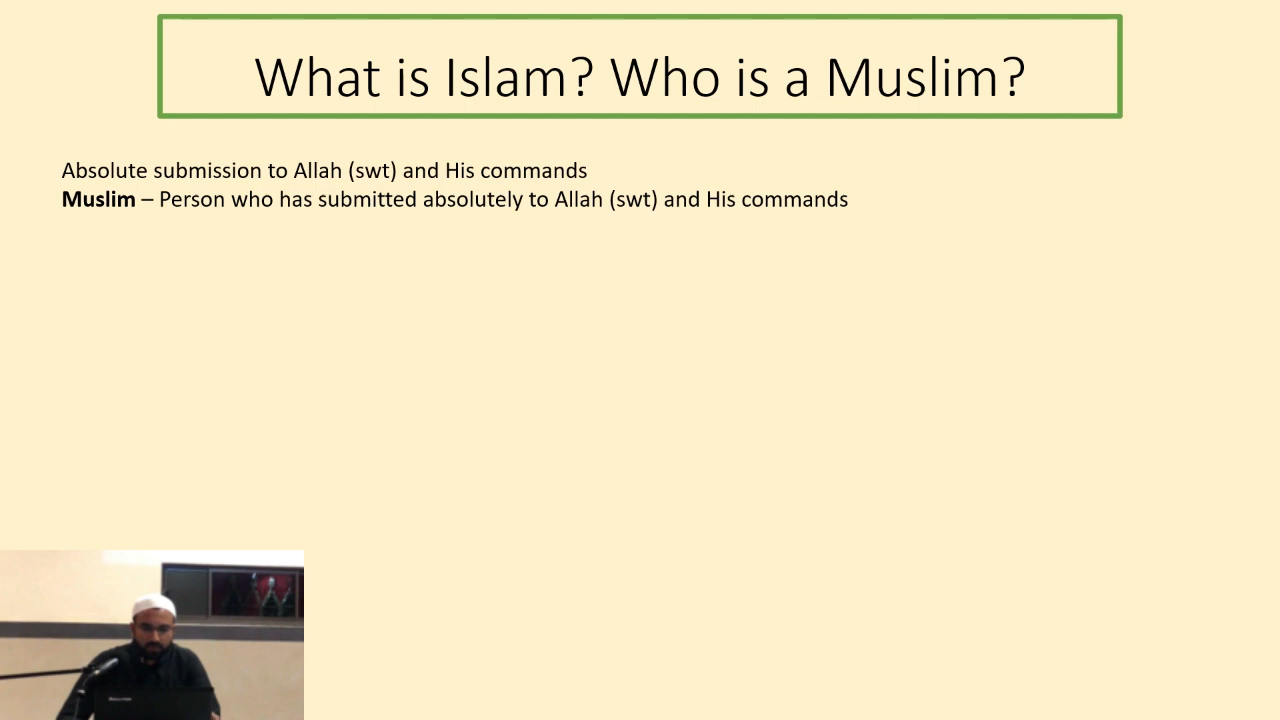 What is Islam? Who is a Muslim?
Absolute submission to Allah (swt) and His commands
Muslim – Person who has submitted absolutely to Allah (swt) and His commands